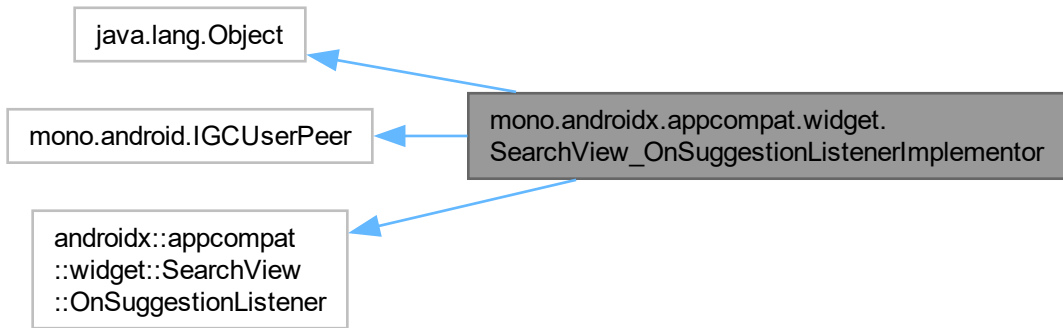 java.lang.Object
mono.android.IGCUserPeer
mono.androidx.appcompat.widget.
SearchView_OnSuggestionListenerImplementor
androidx::appcompat
::widget::SearchView
::OnSuggestionListener